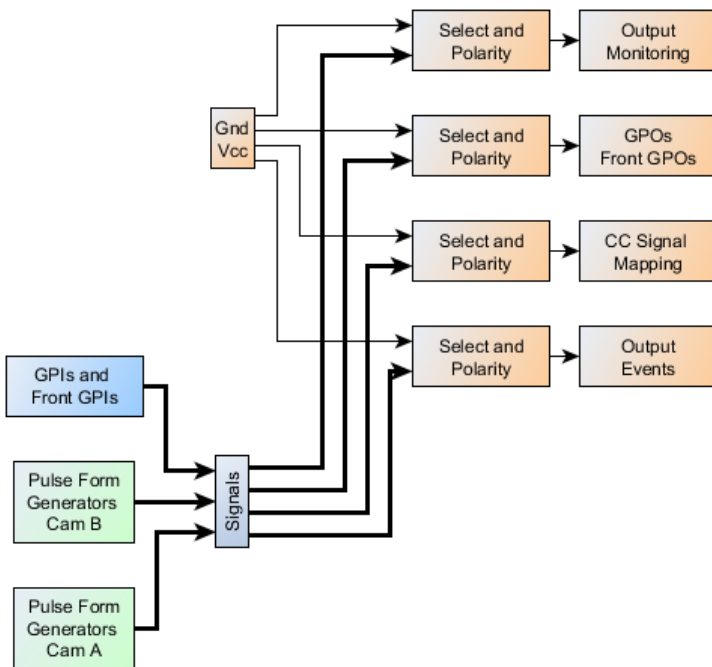 Select and
Polarity
Output
Monitoring
Gnd
Vcc
Select and
Polarity
GPOs
Front GPOs
Select and
Polarity
CC Signal
Mapping
Select and
Polarity
Output
Events
GPIs and
Front GPIs
Signals
Pulse Form
Generators
Cam B
Pulse Form
Generators
Cam A